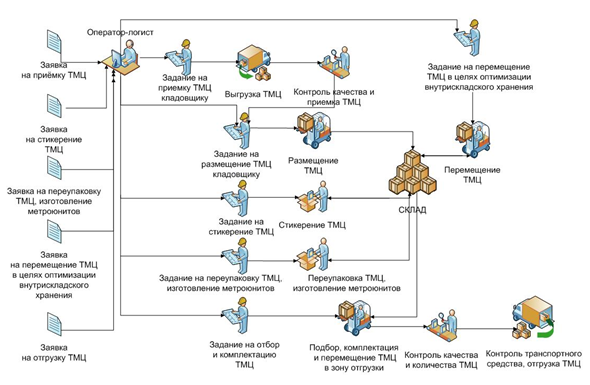 Оператор-логист
Заявка
на приёмку ТМЦ
Задание на
приемку ТМЦ
кладовщику
Выгрузка ТМЦ
Контроль качества и
приемка ТМЦ
Задание на перемещение
ТМЦ в целях оптимизации
внутрискладского хранения
Заявка
на стикерение
ТМЦ
Задание на
размещение ТМЦ
кладовщику
Размещение
ТМЦ
Перемещение
ТМЦ
Заявка на переупаковку
ТМЦ, изготовление
метроюнитов
СКЛАД
Задание на
стикерение ТМЦ
Стикерение ТМЦ
Заявка
на перемещение ТМЦ
в целях оптимизации
внутрискладского
хранения
Задание на переупаковку ТМЦ,
изготовление метроюнитов
Переупаковка ТМЦ,
изготовление метроюнитов
Заявка
на отгрузку ТМЦ
Задание на отбор
и комплектацию
ТМЦ
Подбор, комплектация
и перемещение ТМЦ
в зону отгрузки
Контроль качества
и количества ТМЦ
Контроль транспортного
средства, отгрузка ТМЦ